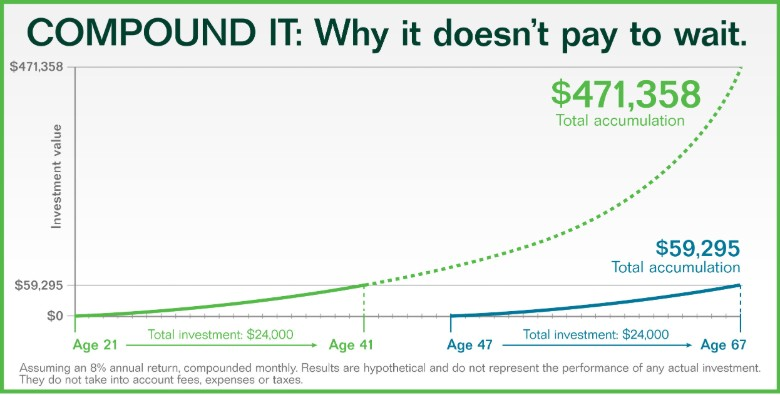 COMPOUND IT: Why it doesn't pay to wait.
$471,358
$471,358
Total accumulation
Investment value
$59,295
Total accumulation
$59,295
$0
Total investment: $24,000
Total investment: $24,000
Age 21
Age 41
Age 47
Age 67
Assuming an 8% annual return, compounded monthly. Results are hypothetical and do not represent the performance of any actual investment.
They do not take into account fees, expenses or taxes.